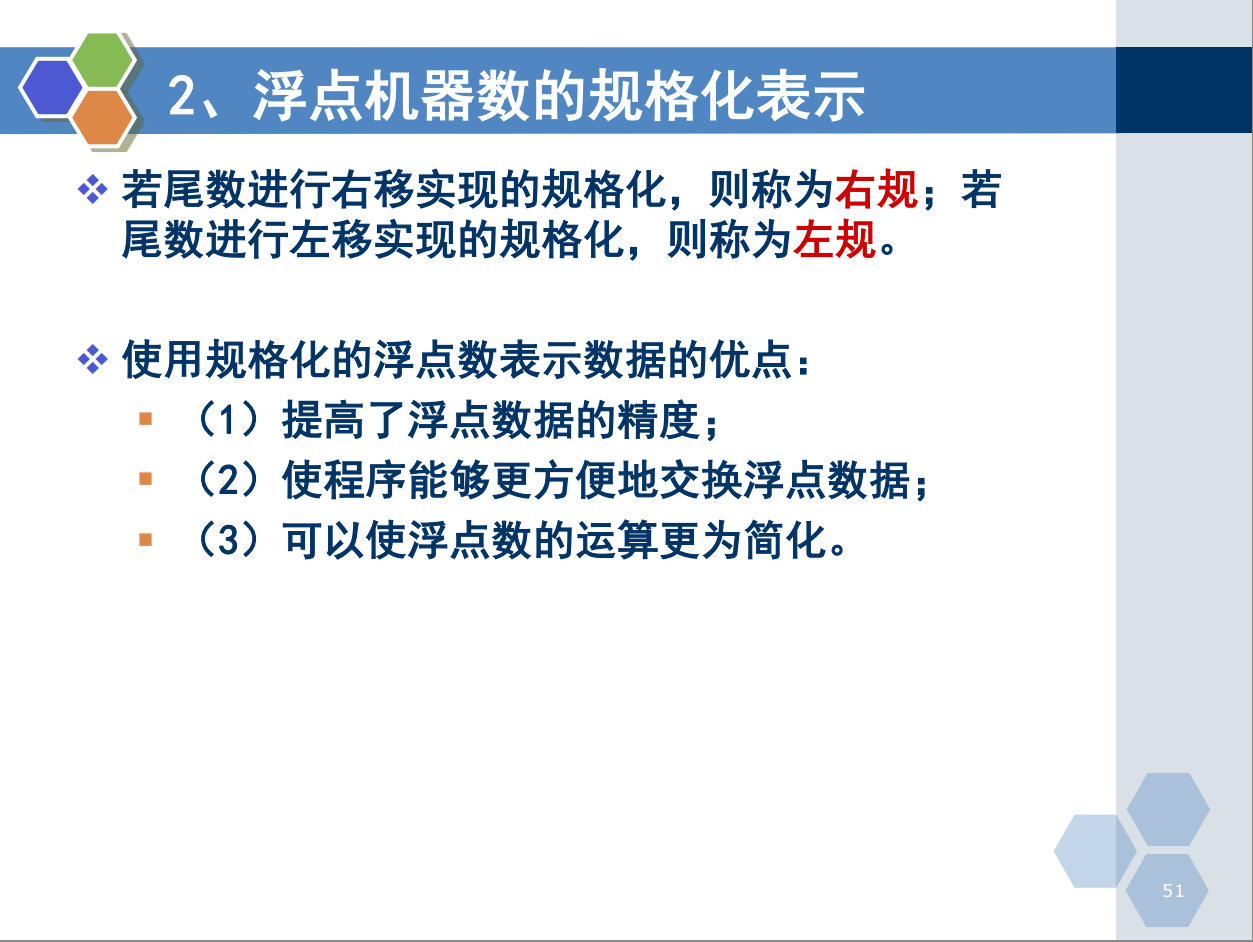 2、浮点机器数的规格化表示
若尾数进行右移实现的规格化，则称为右规；若
尾数进行左移实现的规格化，则称为左规。
使用规格化的浮点数表示数据的优点：
（1）提高了浮点数据的精度；
（2）使程序能够更方便地交换浮点数据；
（3）可以使浮点数的运算更为简化。
51